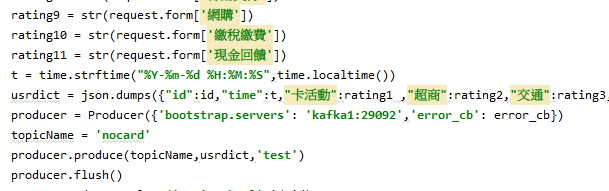 rating9 = str(request.form['網購'])
rating10 = str(request.form['繳稅繳費'])
rating11 = str(request.form['現金回饋'])
t = time.strftime("%Y-%m-%d %H:%M:%S",time.localtime())
usrdict = json.dumps({"id":id,"time":t,"卡活動":rating1 ,"超商":rating2,"交通":rating3,
producer = Producer({'bootstrap.servers': 'kafka1:29092','error_cb': error_cb})
topicName = 'nocard'
producer.produce(topicName,usrdict,'test')
producer.flush()